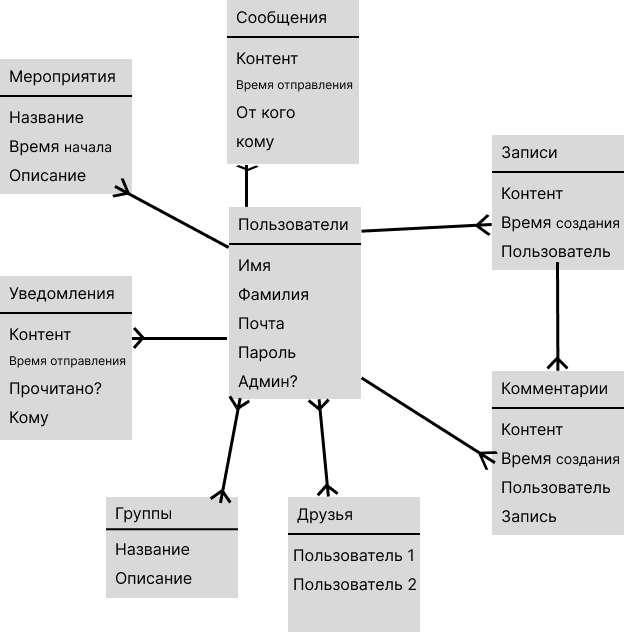 Сообщения
Контент
Время отправления
От кого
кому
Мероприятия
Название
Время начала
Описание
Записи
Контент
Время создания
Пользователь
Пользователи
Имя
Фамилия
Почта
Пароль
Админ?
Уведомления
Контент
Время отправления
Прочитано?
Кому
Комментарии
Контент
Время создания
Пользователь
Запись
Группы
Название
Описание
Друзья
Пользователь 1
Пользователь 2